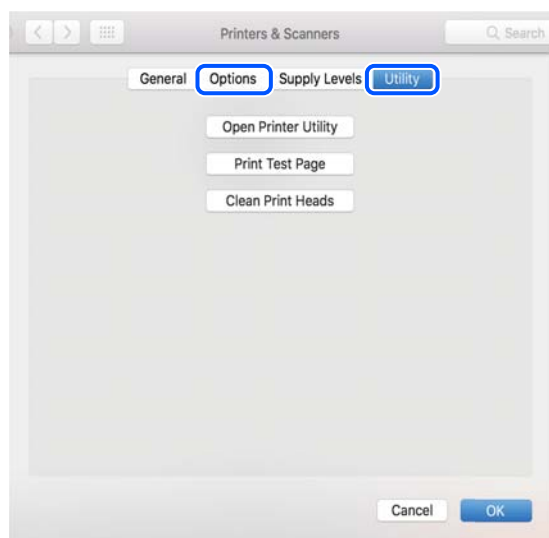 Printers & Scanners Search
General Options Supply Levels Utility
Open Printer Utility
Print Test Page
Clean Print Heads
Cancel OK